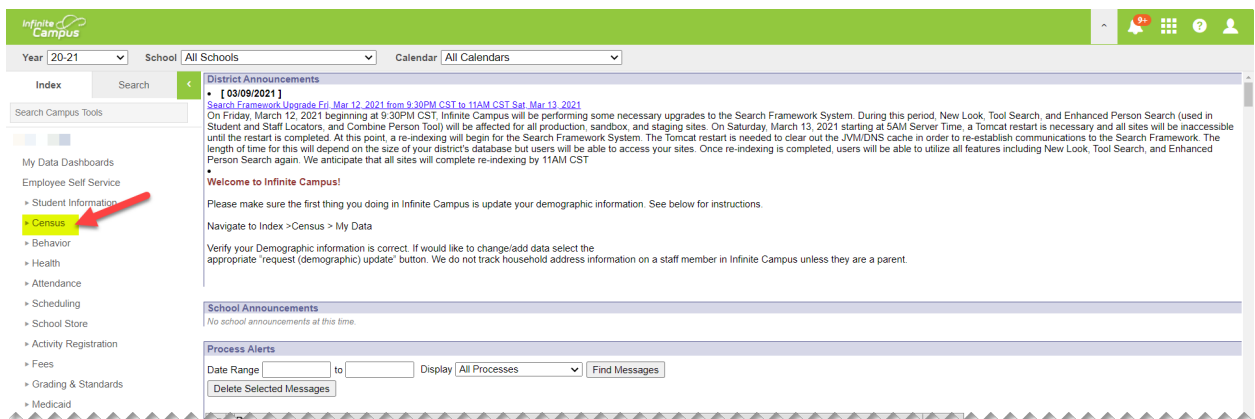 Infinite Campus
9+
Year 20-21 School All Schools Calendar All Calendars
Index Search
Search Campus Tools
My Data Dashboards
Employee Self Service
Student Information
Census
Behavior
Health
Attendance
Scheduling
School Store
Activity Registration
Fees
Grading & Standards
Medicaid
District Announcements
• [ 03/09/2021 ]
Search Framework Upgrade Fri, Mar 12, 2021 from 9:30PM CST to 11AM CST Sat, Mar 13, 2021
On Friday, March 12, 2021 beginning at 9:30PM CST, Infinite Campus will be performing some necessary upgrades to the Search Framework System. During this period, New Look, Tool Search, and Enhanced Person Search (used in
Student and Staff Locators, and Combine Person Tool) will be affected for all production, sandbox, and staging sites. On Saturday, March 13, 2021 starting at 5AM Server Time, a Tomcat restart is necessary and all sites will be inaccessible
until the restart is completed. At this point, a re-indexing will begin for the Search Framework System. The Tomcat restart is needed to clear out the JVM/DNS cache in order to re-establish communications to the Search Framework. The
length of time for this will depend on the size of your district's database but users will be able to access your sites. Once re-indexing is completed, users will be able to utilize all features including New Look, Tool Search, and Enhanced
Person Search again. We anticipate that all sites will complete re-indexing by 11AM CST
•
Welcome to Infinite Campus!
Please make sure the first thing you doing in Infinite Campus is update your demographic information. See below for instructions.
Navigate to Index >Census > My Data
Verify your Demographic information is correct. If would like to change/add data select the
appropriate "request (demographic) update" button. We do not track household address information on a staff member in Infinite Campus unless they are a parent.
School Announcements
No school announcements at this time.
Process Alerts
Date Range to Display All Processes Find Messages
Delete Selected Messages